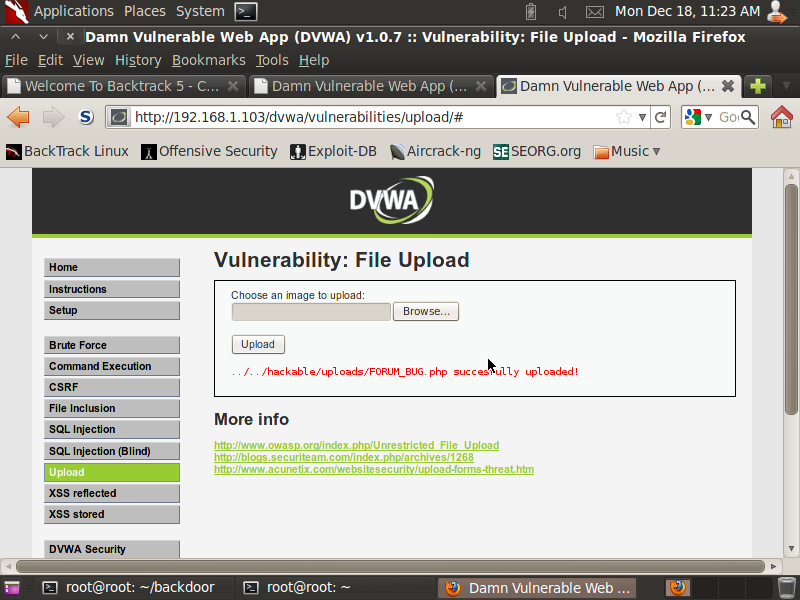 Applications Places System Mon Dec 18, 11:23 AM
Damn Vulnerable Web App (DVWA) v1.0.7 :: Vulnerability: File Upload - Mozilla Firefox
File Edit View History Bookmarks Tools Help
Welcome To Backtrack 5 - C... Damn Vulnerable Web App (... Damn Vulnerable Web App (...
http://192.168.1.103/dvwa/vulnerabilities/upload/#
BackTrack Linux Offensive Security Exploit-DB Aircrack-ng SEORG.org Music
DVWA
Vulnerability: File Upload
Home
Instructions
Setup
Brute Force
Command Execution
CSRF
File Inclusion
SQL Injection
SQL Injection (Blind)
Upload
XSS reflected
XSS stored
DVWA Security
Choose an image to upload:
Browse...
Upload
../../hackable/uploads/FORUM_BUG.php succesfully uploaded!
More info
http://www.owasp.org/index.php/Unrestricted_File_Upload
http://blogs.securiteam.com/index.php/archives/1268
http://www.acunetix.com/websitesecurity/upload-forms-threat.htm
root@root: ~/backdoor root@root: ~ Damn Vulnerable Web ...